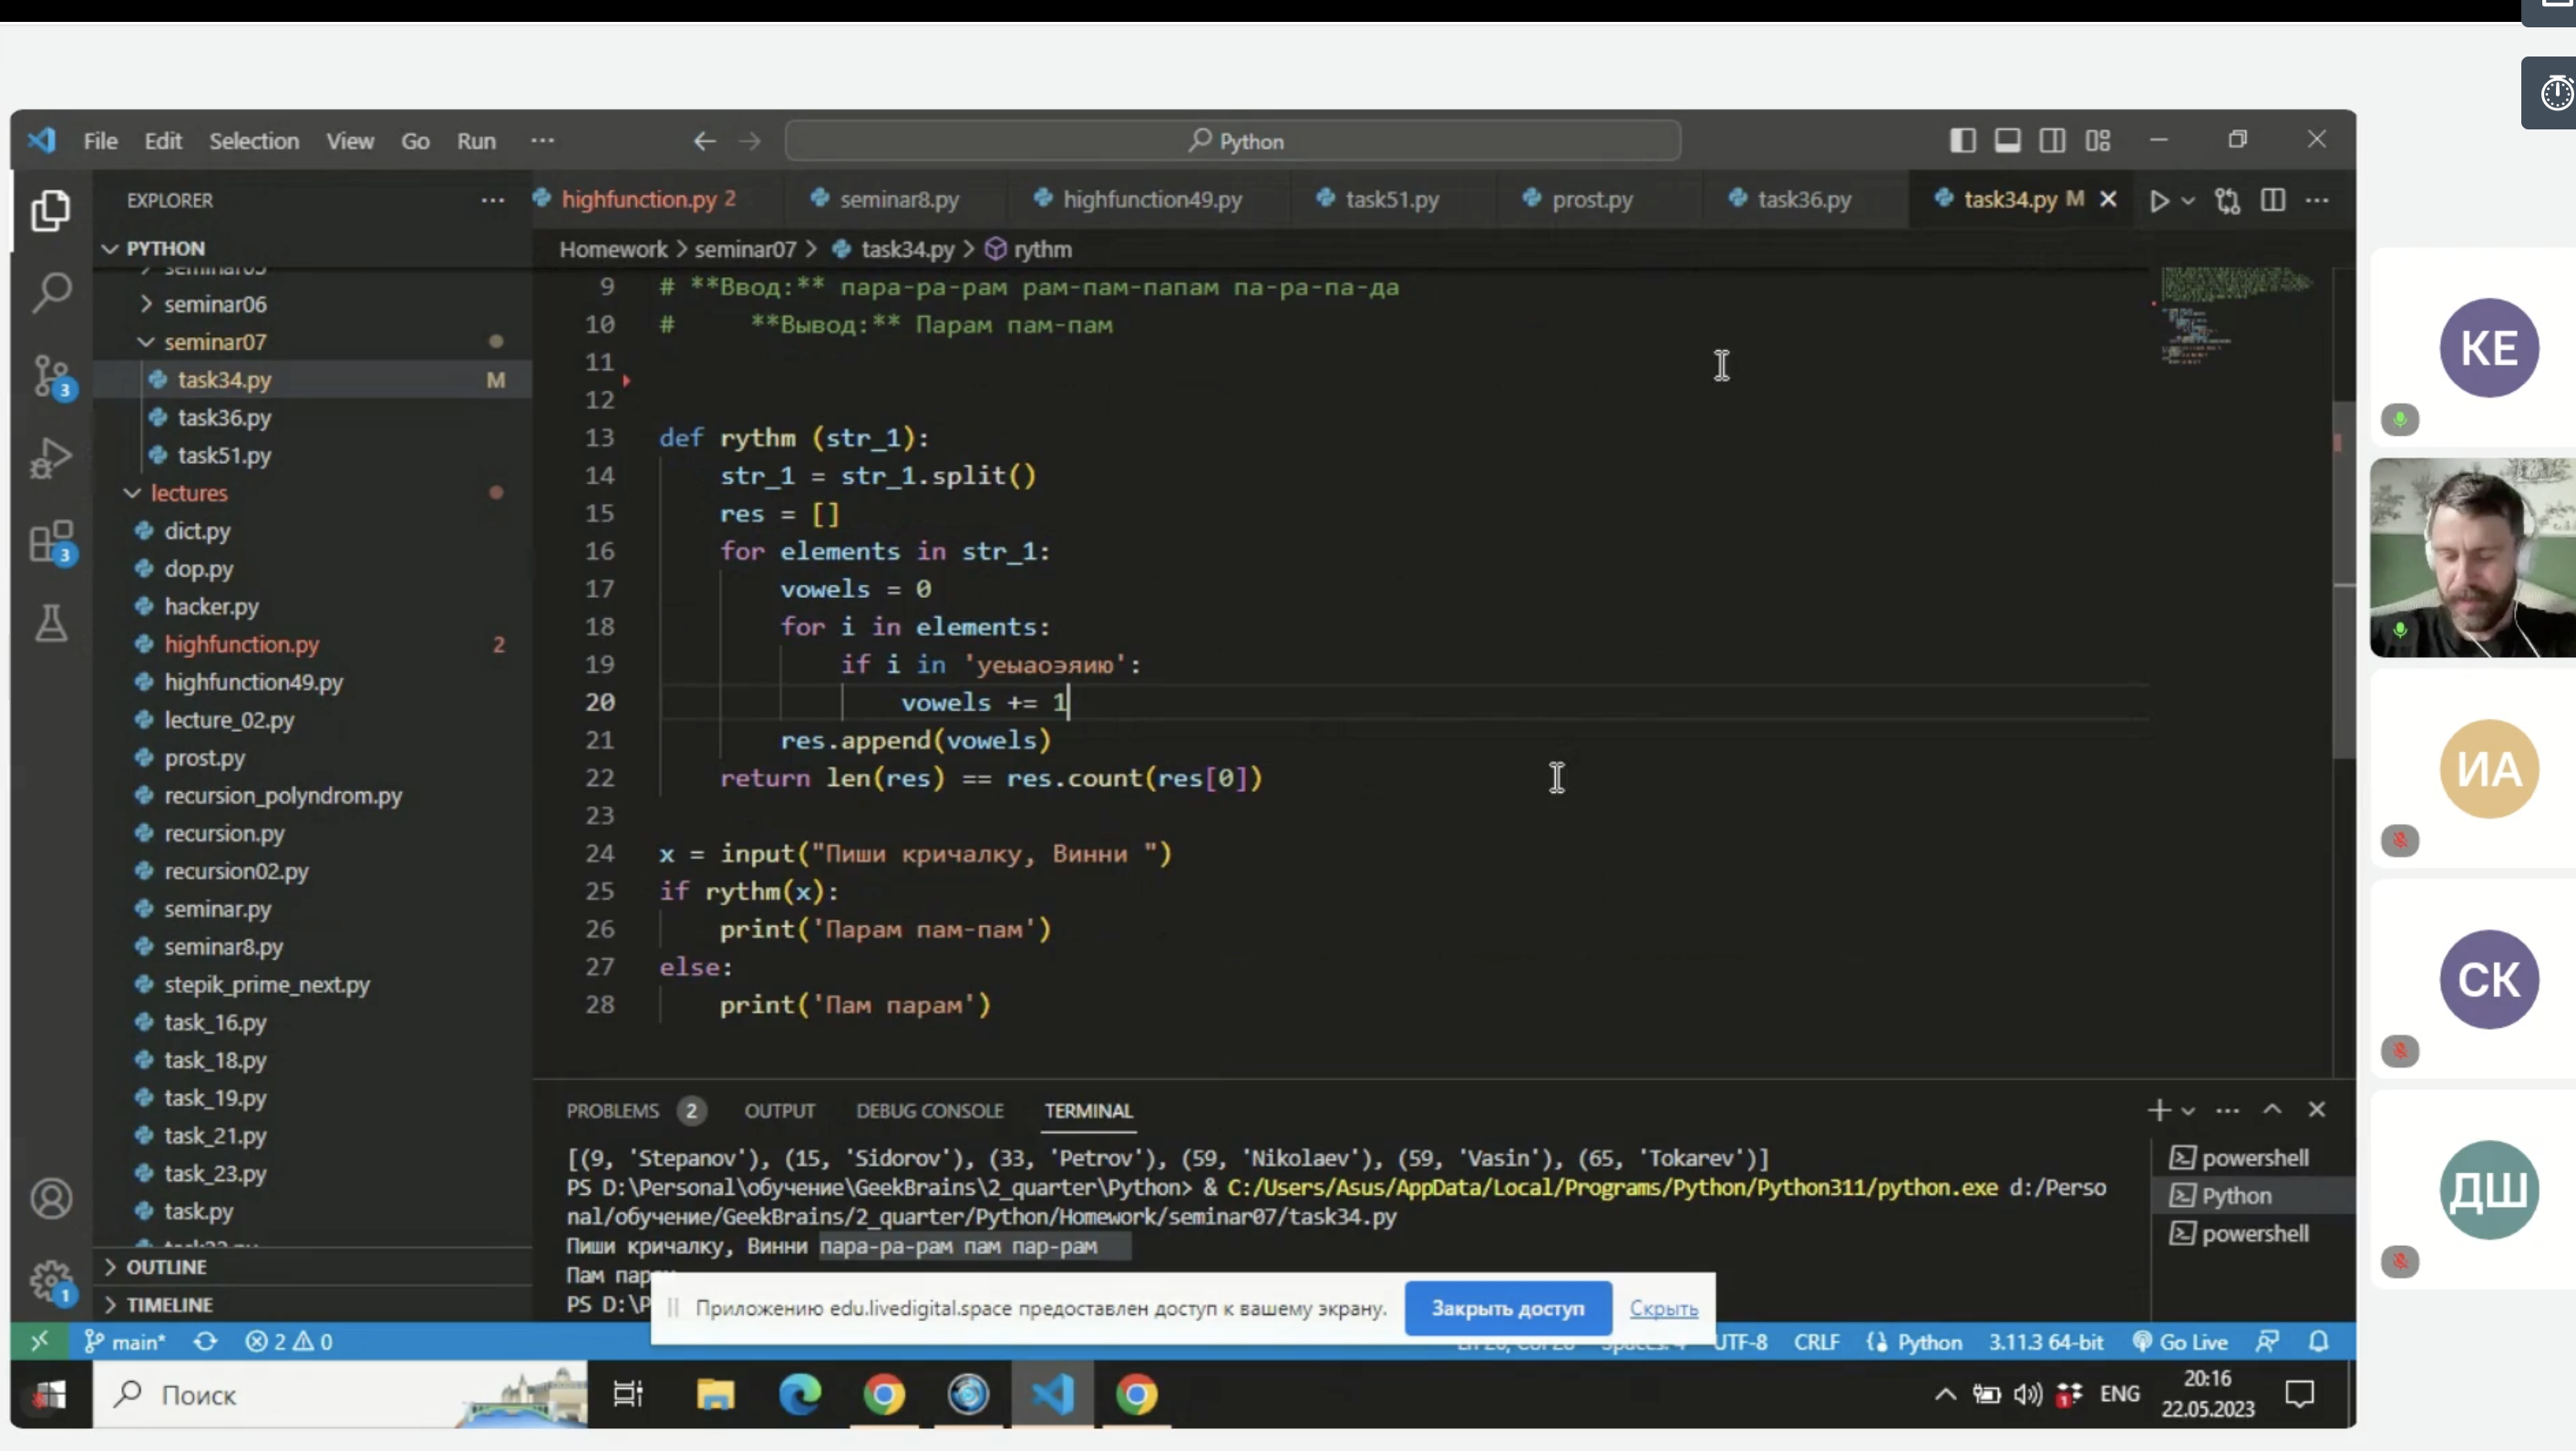 File Edit Selection View Go Run ...
Python
EXPLORER ...
highfunction.py 2 seminar8.py highfunction49.py task51.py prost.py task36.py task34.py M
PYTHON
Homework > seminar07 > task34.py > rythm
seminar06
seminar07
task34.py M
task36.py
task51.py
lectures
dict.py
dop.py
hacker.py
highfunction.py 2
highfunction49.py
lecture_02.py
prost.py
recursion_polyndrom.py
recursion.py
recursion02.py
seminar.py
seminar8.py
stepik_prime_next.py
task_16.py
task_18.py
task_19.py
task_21.py
task_23.py
task.py
OUTLINE
TIMELINE
3
3
1
9 # **Ввод:** пара-ра-рам рам-пам-папам па-ра-па-да
10 # **Вывод:** Парам пам-пам
11
12
13 def rythm (str_1):
14 str_1 = str_1.split()
15 res = []
16 for elements in str_1:
17 vowels = 0
18 for i in elements:
19 if i in 'уеыаоэяию':
20 vowels += 1
21 res.append(vowels)
22 return len(res) == res.count(res[0])
23
24 x = input("Пиши кричалку, Винни ")
25 if rythm(x):
26 print('Парам пам-пам')
27 else:
28 print('Пам парам')
PROBLEMS 2 OUTPUT DEBUG CONSOLE TERMINAL
[(9, 'Stepanov'), (15, 'Sidorov'), (33, 'Petrov'), (59, 'Nikolaev'), (59, 'Vasin'), (65, 'Tokarev')]
PS D:\Personal\обучение\GeekBrains\2_quarter\Python> & C:/Users/Asus/AppData/Local/Programs/Python/Python311/python.exe d:/Perso
nal/обучение/GeekBrains/2_quarter/Python/Homework/seminar07/task34.py
Пиши кричалку, Винни пара-ра-рам пам пар-рам
Пам пар
PS D:\P
powershell
Python
powershell
Приложению edu.livedigital.space предоставлен доступ к вашему экрану. Закрыть доступ Скрыть
main* 2 0 UTF-8 CRLF Python 3.11.3 64-bit Go Live
Поиск
1
ENG
20:16
22.05.2023
КЕ
ИА
СК
ДШ